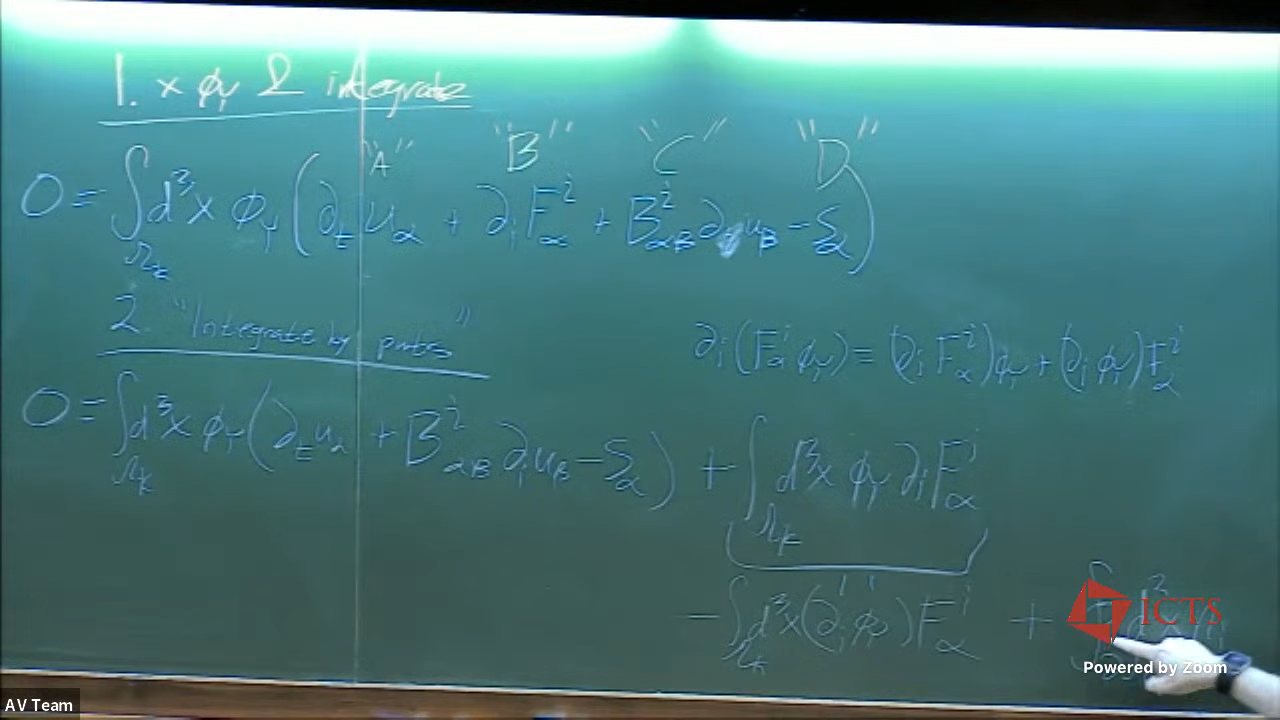 1. × φ_γ & integrate
"A" "B" "C" "D"
0 = ∫_{Ω_k} d³x φ_γ (∂_t u_α + ∂_i F^i_α + B^i_{αβ} ∂_i u_β − S_α)
2. "Integrate by parts"
∂_i (F^i_α φ_γ) = (∂_i F^i_α) φ_γ + (∂_i φ_γ) F^i_α
0 = ∫_{Ω_k} d³x φ_γ (∂_t u_α + B^i_{αβ} ∂_i u_β − S_α) + ∫_{Ω_k} d³x φ_γ ∂_i F^i_α
− ∫_{Ω_k} d³x (∂_i φ_γ) F^i_α + ∫ d³x
ICTS
Powered by Zoom
AV Team